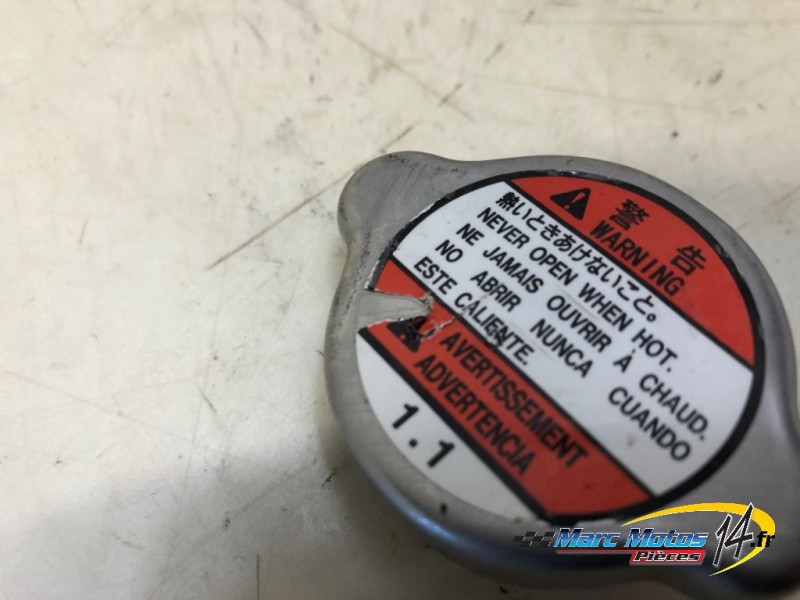 警告
WARNING
熱いときあけないこと。
NEVER OPEN WHEN HOT.
NE JAMAIS OUVRIR À CHAUD.
NO ABRIR NUNCA CUANDO
ESTE CALIENTE.
AVERTISSEMENT
ADVERTENCIA
1.1
Marc Motos 14.fr
Pièces